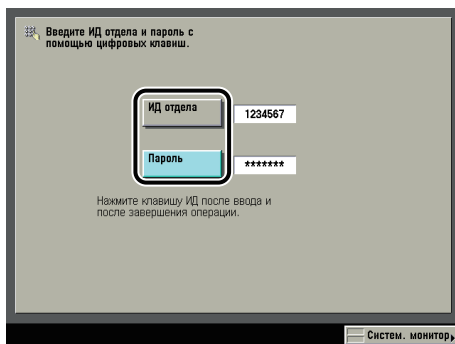 Введите ИД отдела и пароль с
помощью цифровых клавиш.
ИД отдела
1234567
Пароль
*******
Нажмите клавишу ИД после ввода и
после завершения операции.
Систем. монитор